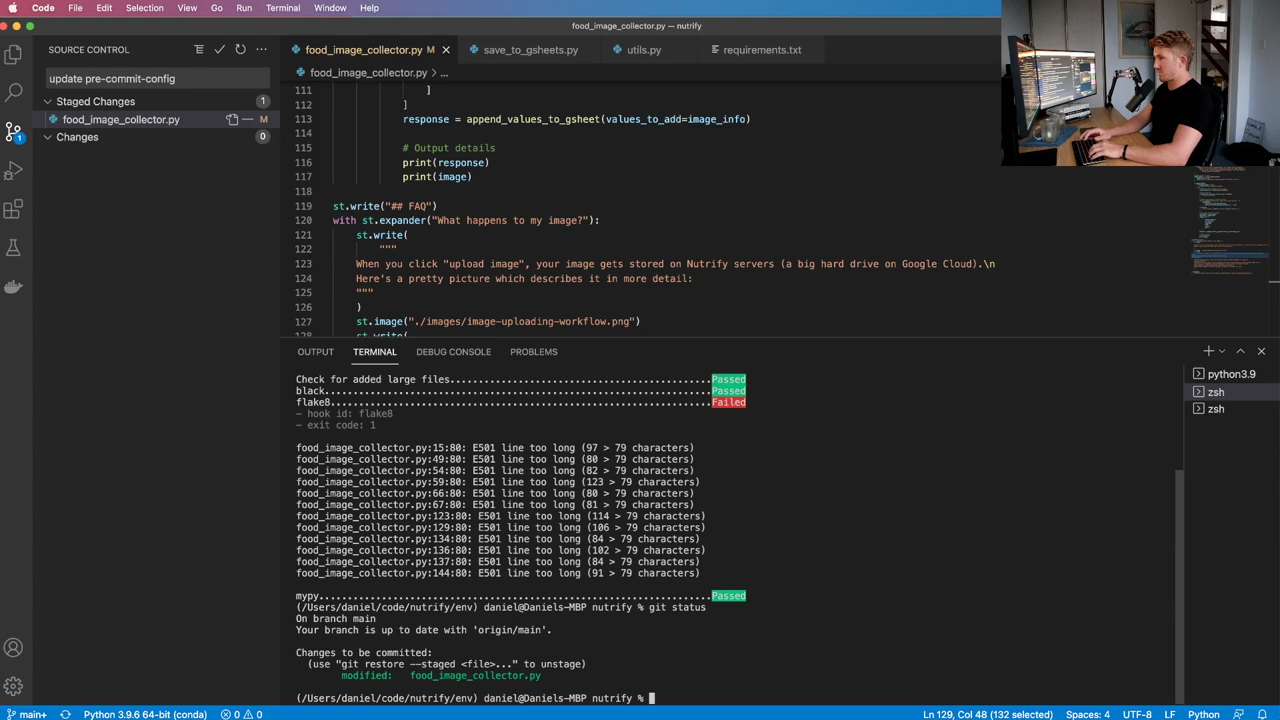 Code File Edit Selection View Go Run Terminal Window Help
food_image_collector.py — nutrify
SOURCE CONTROL
food_image_collector.py M
save_to_gsheets.py
utils.py
requirements.txt
food_image_collector.py > ...
update pre-commit-config
Staged Changes 1
food_image_collector.py M
Changes 0
1
111 ]
112 ]
113 response = append_values_to_gsheet(values_to_add=image_info)
114
115 # Output details
116 print(response)
117 print(image)
118
119 st.write("## FAQ")
120 with st.expander("What happens to my image?"):
121 st.write(
122 """
123 When you click "upload image", your image gets stored on Nutrify servers (a big hard drive on Google Cloud).\n
124 Here's a pretty picture which describes it in more detail:
125 """
126 )
127 st.image("./images/image-uploading-workflow.png")
128 st.write(
OUTPUT TERMINAL DEBUG CONSOLE PROBLEMS
python3.9
zsh
zsh
Check for added large files..............................................Passed
black....................................................................Passed
flake8...................................................................Failed
- hook id: flake8
- exit code: 1
food_image_collector.py:15:80: E501 line too long (97 > 79 characters)
food_image_collector.py:49:80: E501 line too long (80 > 79 characters)
food_image_collector.py:54:80: E501 line too long (82 > 79 characters)
food_image_collector.py:59:80: E501 line too long (123 > 79 characters)
food_image_collector.py:66:80: E501 line too long (80 > 79 characters)
food_image_collector.py:67:80: E501 line too long (81 > 79 characters)
food_image_collector.py:123:80: E501 line too long (114 > 79 characters)
food_image_collector.py:129:80: E501 line too long (106 > 79 characters)
food_image_collector.py:134:80: E501 line too long (84 > 79 characters)
food_image_collector.py:136:80: E501 line too long (102 > 79 characters)
food_image_collector.py:137:80: E501 line too long (84 > 79 characters)
food_image_collector.py:144:80: E501 line too long (91 > 79 characters)
mypy.....................................................................Passed
(/Users/daniel/code/nutrify/env) daniel@Daniels-MBP nutrify % git status
On branch main
Your branch is up to date with 'origin/main'.
Changes to be committed:
(use "git restore --staged <file>..." to unstage)
modified: food_image_collector.py
(/Users/daniel/code/nutrify/env) daniel@Daniels-MBP nutrify %
main+ Python 3.9.6 64-bit (conda) 0 0 Ln 129, Col 48 (132 selected) Spaces: 4 UTF-8 LF Python